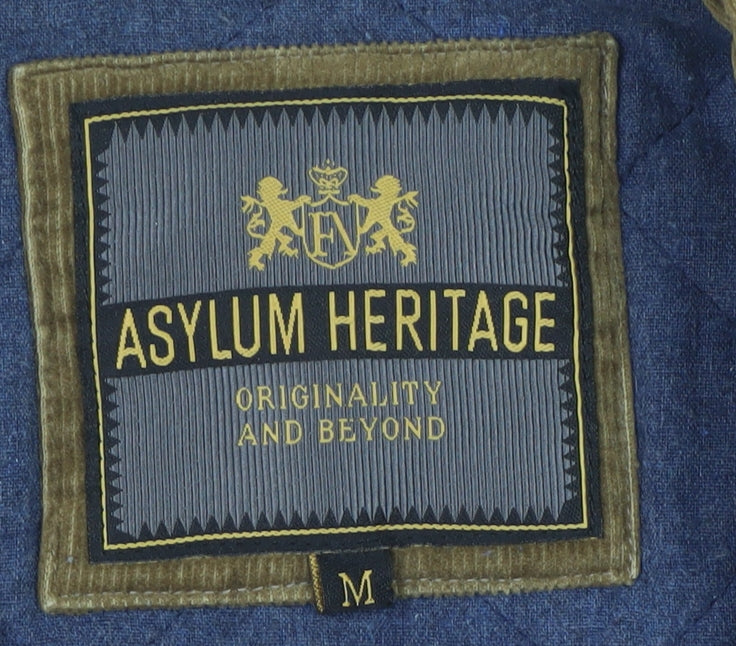 FV
ASYLUM HERITAGE
ORIGINALITY
AND BEYOND
M